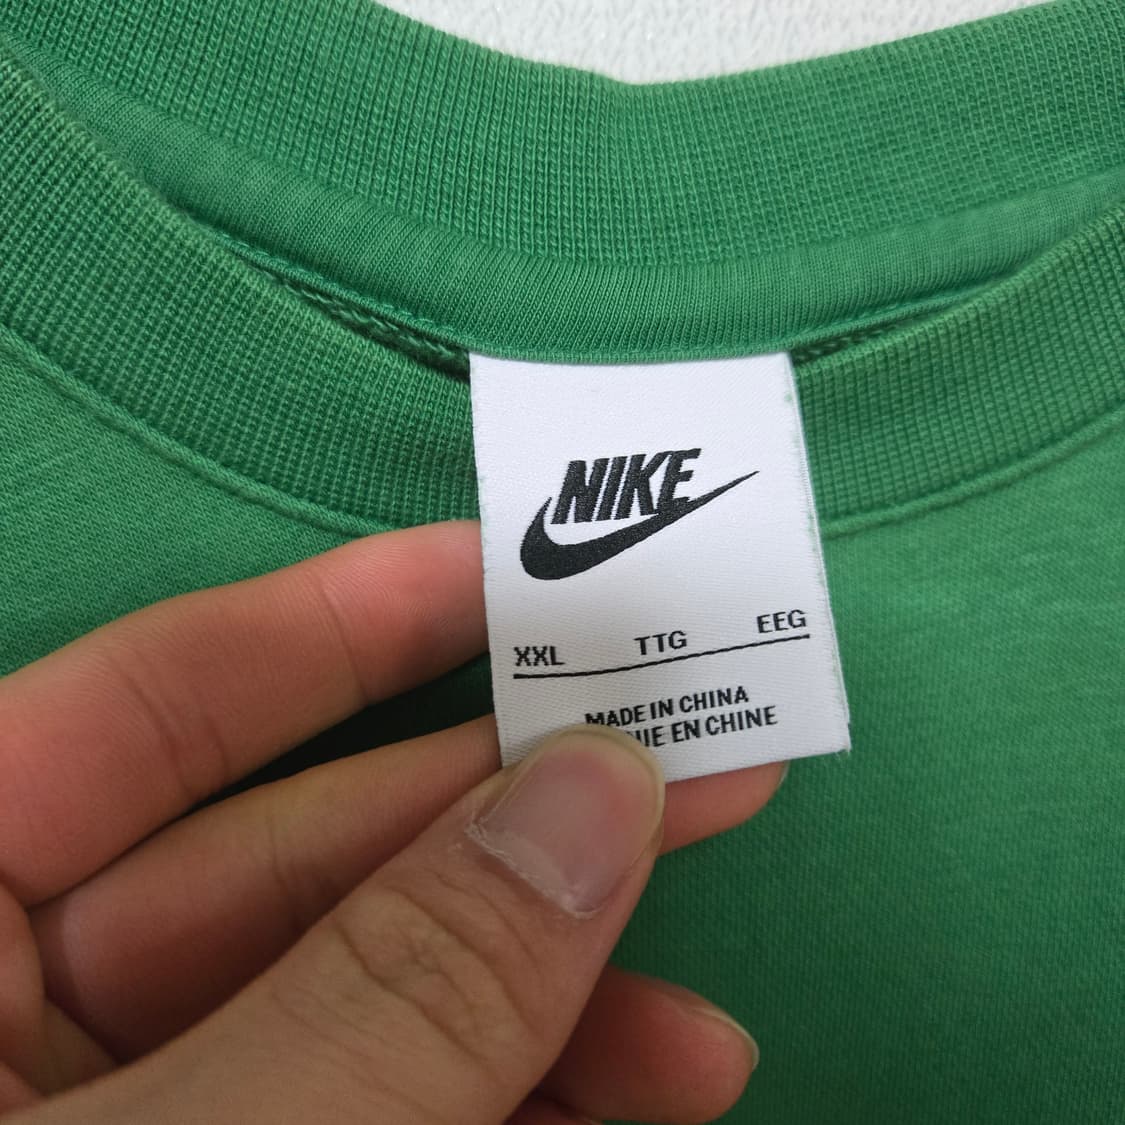 NIKE
XXL TTG EEG
MADE IN CHINA
EN CHINE